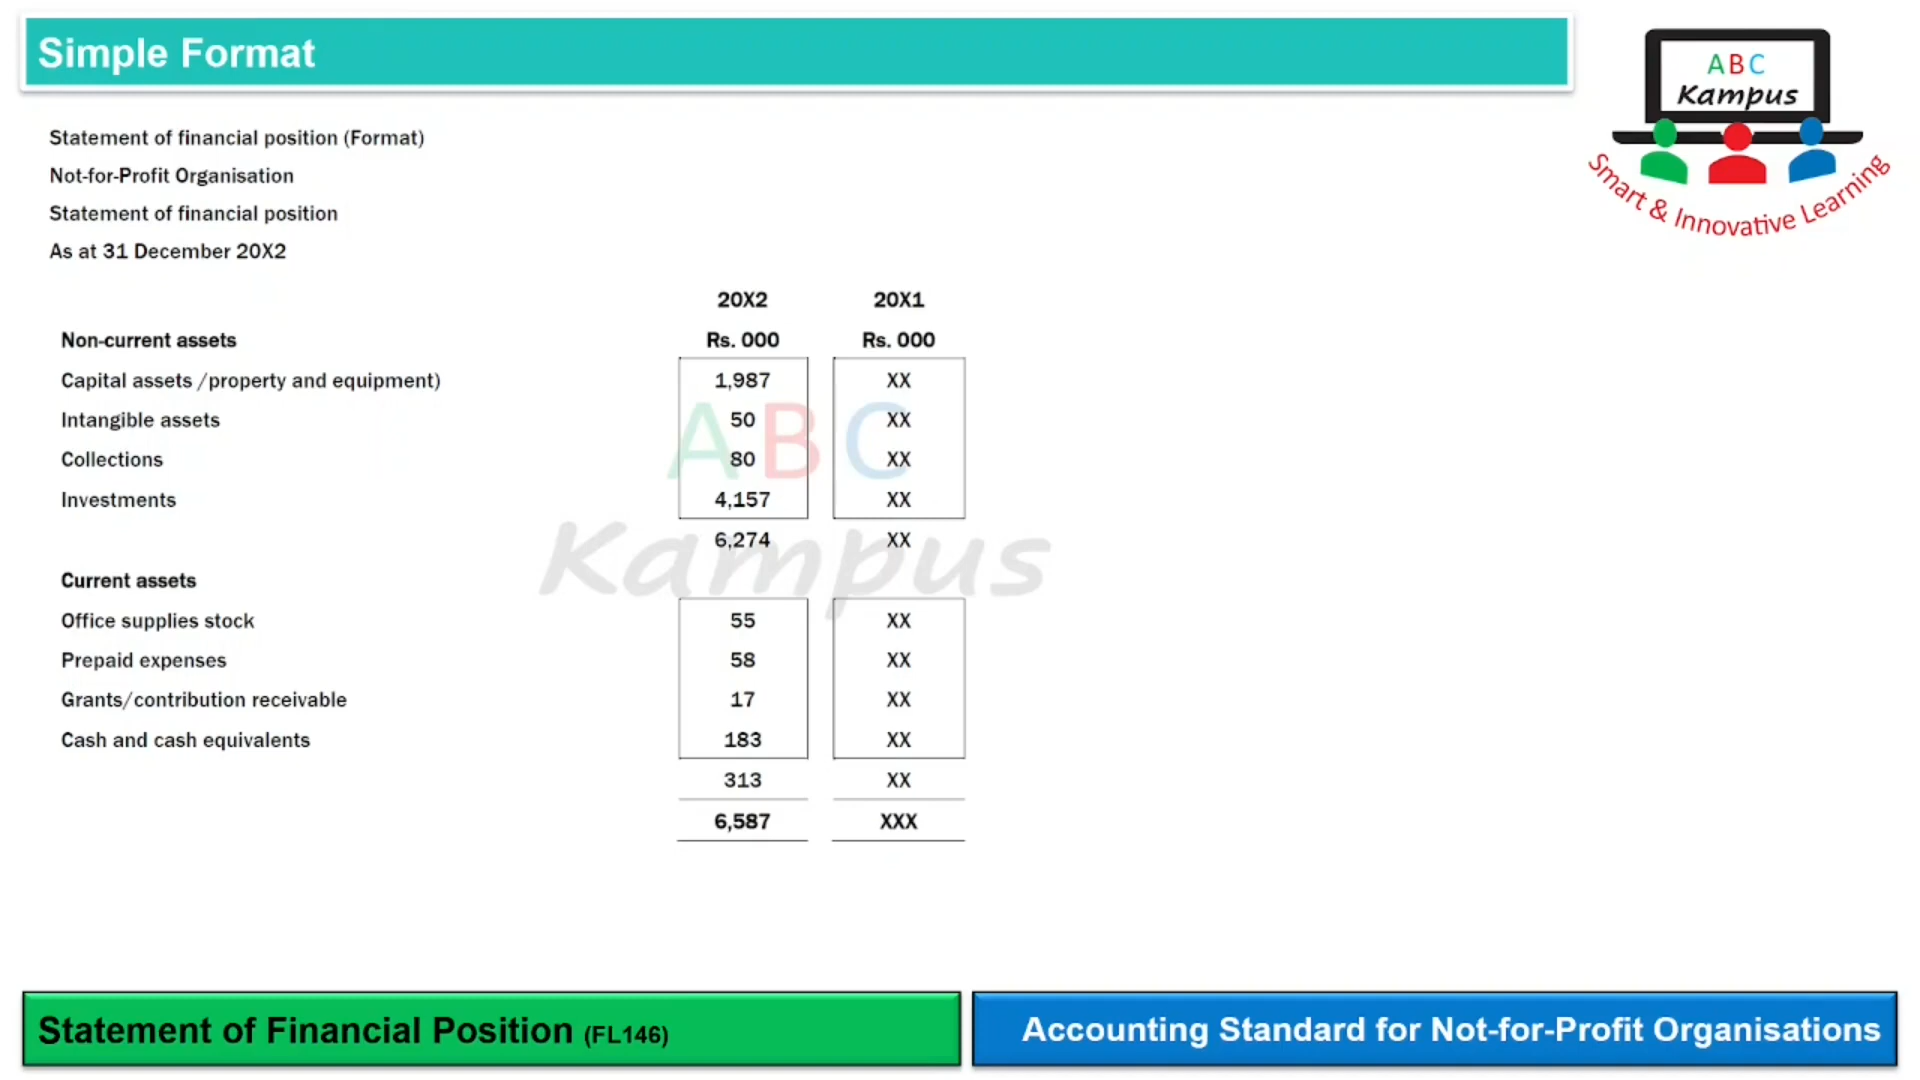 Simple Format
ABC
Kampus
Smart & Innovative Learning
Statement of financial position (Format)
Not-for-Profit Organisation
Statement of financial position
As at 31 December 20X2
20X2 20X1
Non-current assets Rs. 000 Rs. 000
Capital assets /property and equipment) 1,987 XX
Intangible assets 50 XX
Collections 80 XX
Investments 4,157 XX
6,274 XX
Current assets
Office supplies stock 55 XX
Prepaid expenses 58 XX
Grants/contribution receivable 17 XX
Cash and cash equivalents 183 XX
313 XX
6,587 XXX
ABC
Kampus
Statement of Financial Position (FL146)
Accounting Standard for Not-for-Profit Organisations